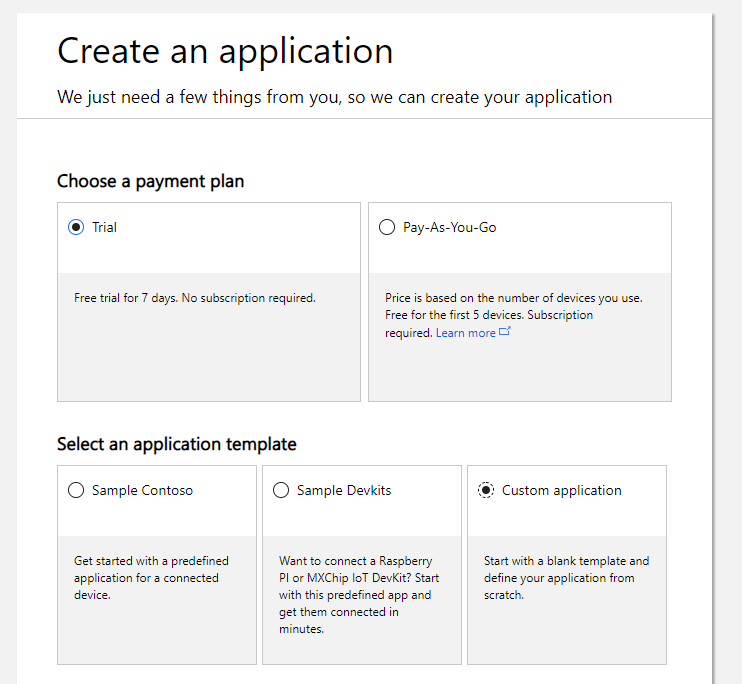 Create an application
We just need a few things from you, so we can create your application
Choose a payment plan
Trial
Free trial for 7 days. No subscription required.
Pay-As-You-Go
Price is based on the number of devices you use.
Free for the first 5 devices. Subscription
required. Learn more
Select an application template
Sample Contoso
Get started with a predefined
application for a connected
device.
Sample Devkits
Want to connect a Raspberry
PI or MXChip IoT DevKit? Start
with this predefined app and
get them connected in
minutes.
Custom application
Start with a blank template and
define your application from
scratch.